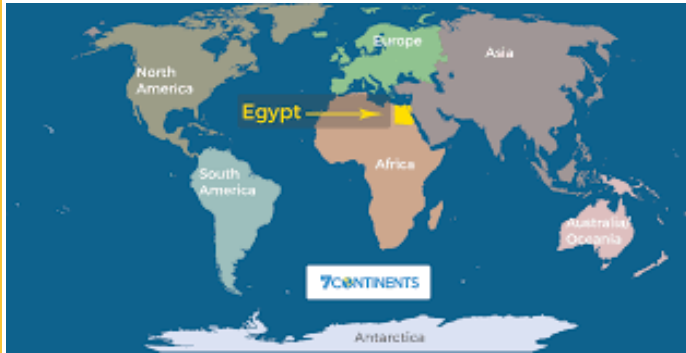 Europe
Asia
North
America
Egypt
Africa
South
America
Australia/
Oceania
7CONTINENTS
Antarctica